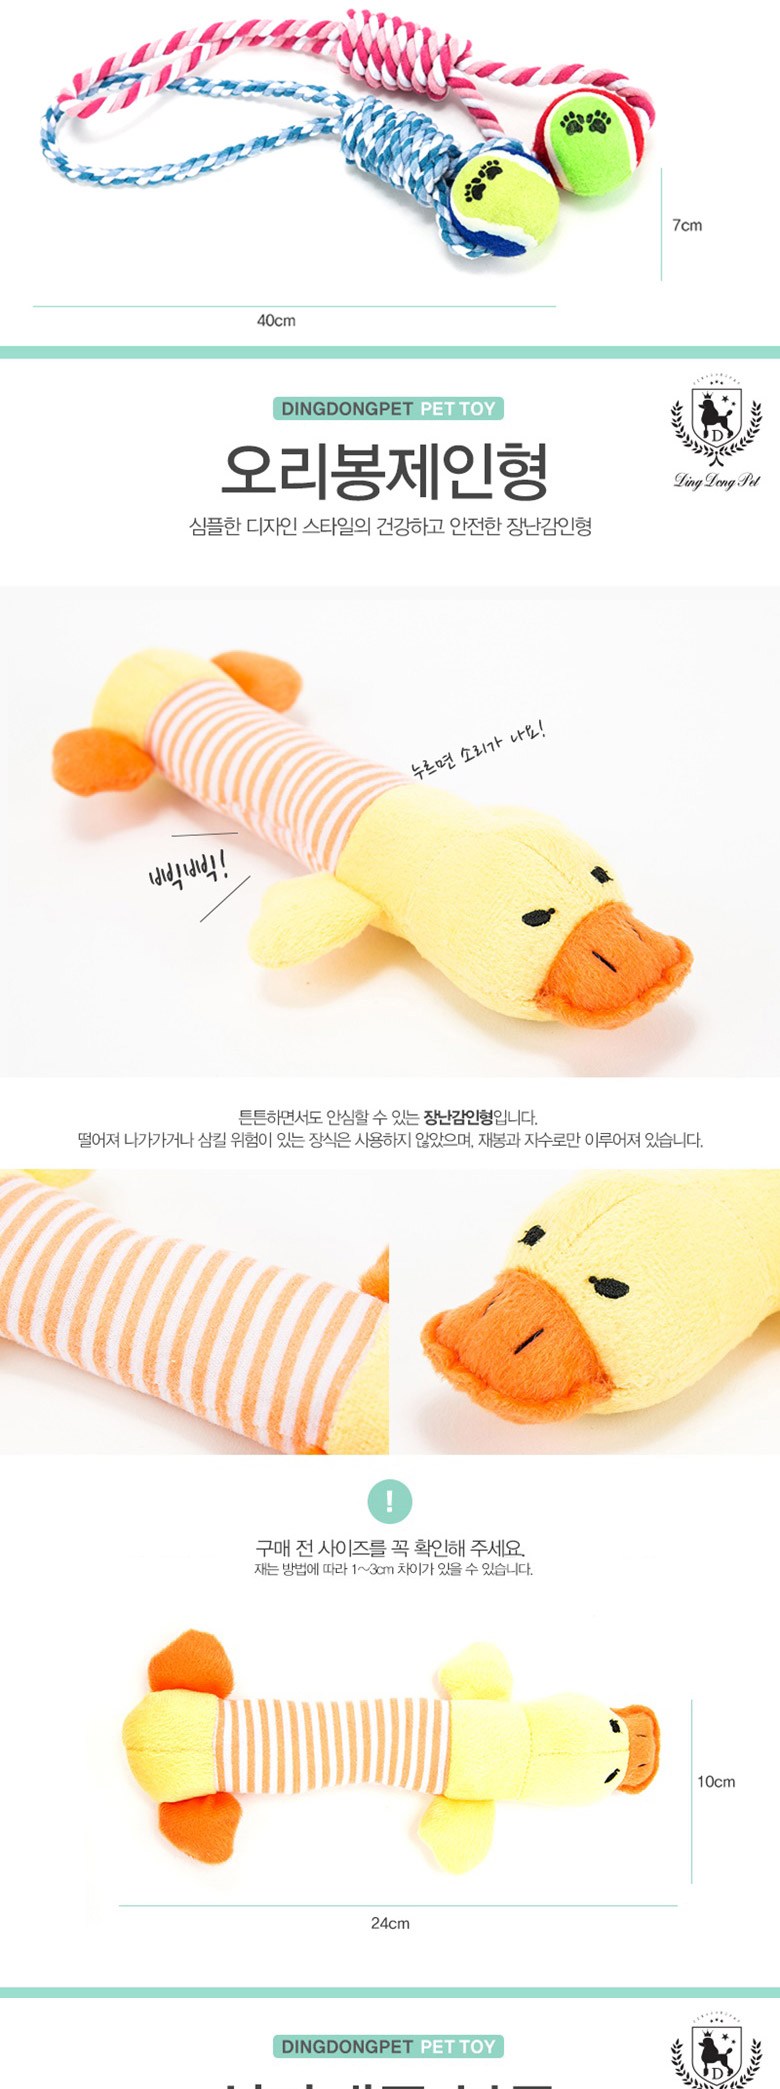 7cm
40cm
DINGDONGPET PET TOY
D
Ding Dong Pet
오리봉제인형
심플한 디자인 스타일의 건강하고 안전한 장난감인형
누르면 소리가 나요!
삑삑!
튼튼하면서도 안심할 수 있는 장난감인형입니다.
떨어져 나가가거나 삼킬 위험이 있는 장식은 사용하지 않았으며, 재봉과 자수로만 이루어져 있습니다.
!
구매 전 사이즈를 꼭 확인해 주세요.
재는 방법에 따라 1~3cm 차이가 있을 수 있습니다.
10cm
24cm
DINGDONGPET PET TOY
D